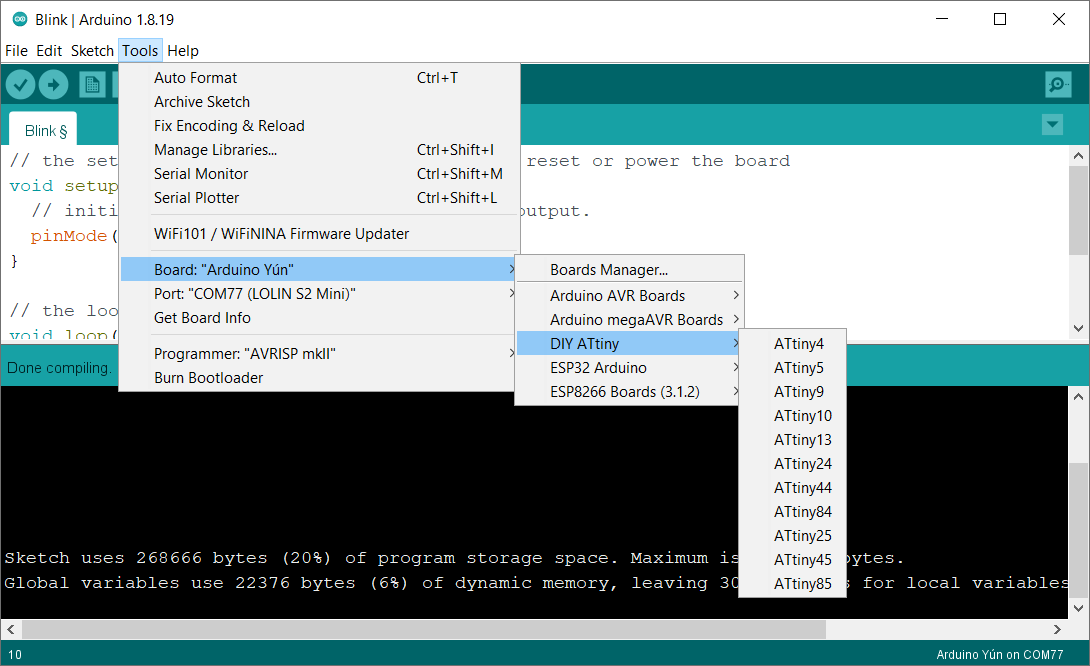 Blink | Arduino 1.8.19
File Edit Sketch Tools Help
Auto Format Ctrl+T
Archive Sketch
Fix Encoding & Reload
Manage Libraries... Ctrl+Shift+I
Serial Monitor Ctrl+Shift+M
Serial Plotter Ctrl+Shift+L
WiFi101 / WiFiNINA Firmware Updater
Board: "Arduino Yún"
Port: "COM77 (LOLIN S2 Mini)"
Get Board Info
Programmer: "AVRISP mkII"
Burn Bootloader
Boards Manager...
Arduino AVR Boards
Arduino megaAVR Boards
DIY ATtiny
ESP32 Arduino
ESP8266 Boards (3.1.2)
ATtiny4
ATtiny5
ATtiny9
ATtiny10
ATtiny13
ATtiny24
ATtiny44
ATtiny84
ATtiny25
ATtiny45
ATtiny85
Blink §
// the set reset or power the board
void setup
// initi output.
pinMode(
}
// the loo
void loop(
Done compiling.
Sketch uses 268666 bytes (20%) of program storage space. Maximum is bytes.
Global variables use 22376 bytes (6%) of dynamic memory, leaving 30 s for local variables
10 Arduino Yún on COM77